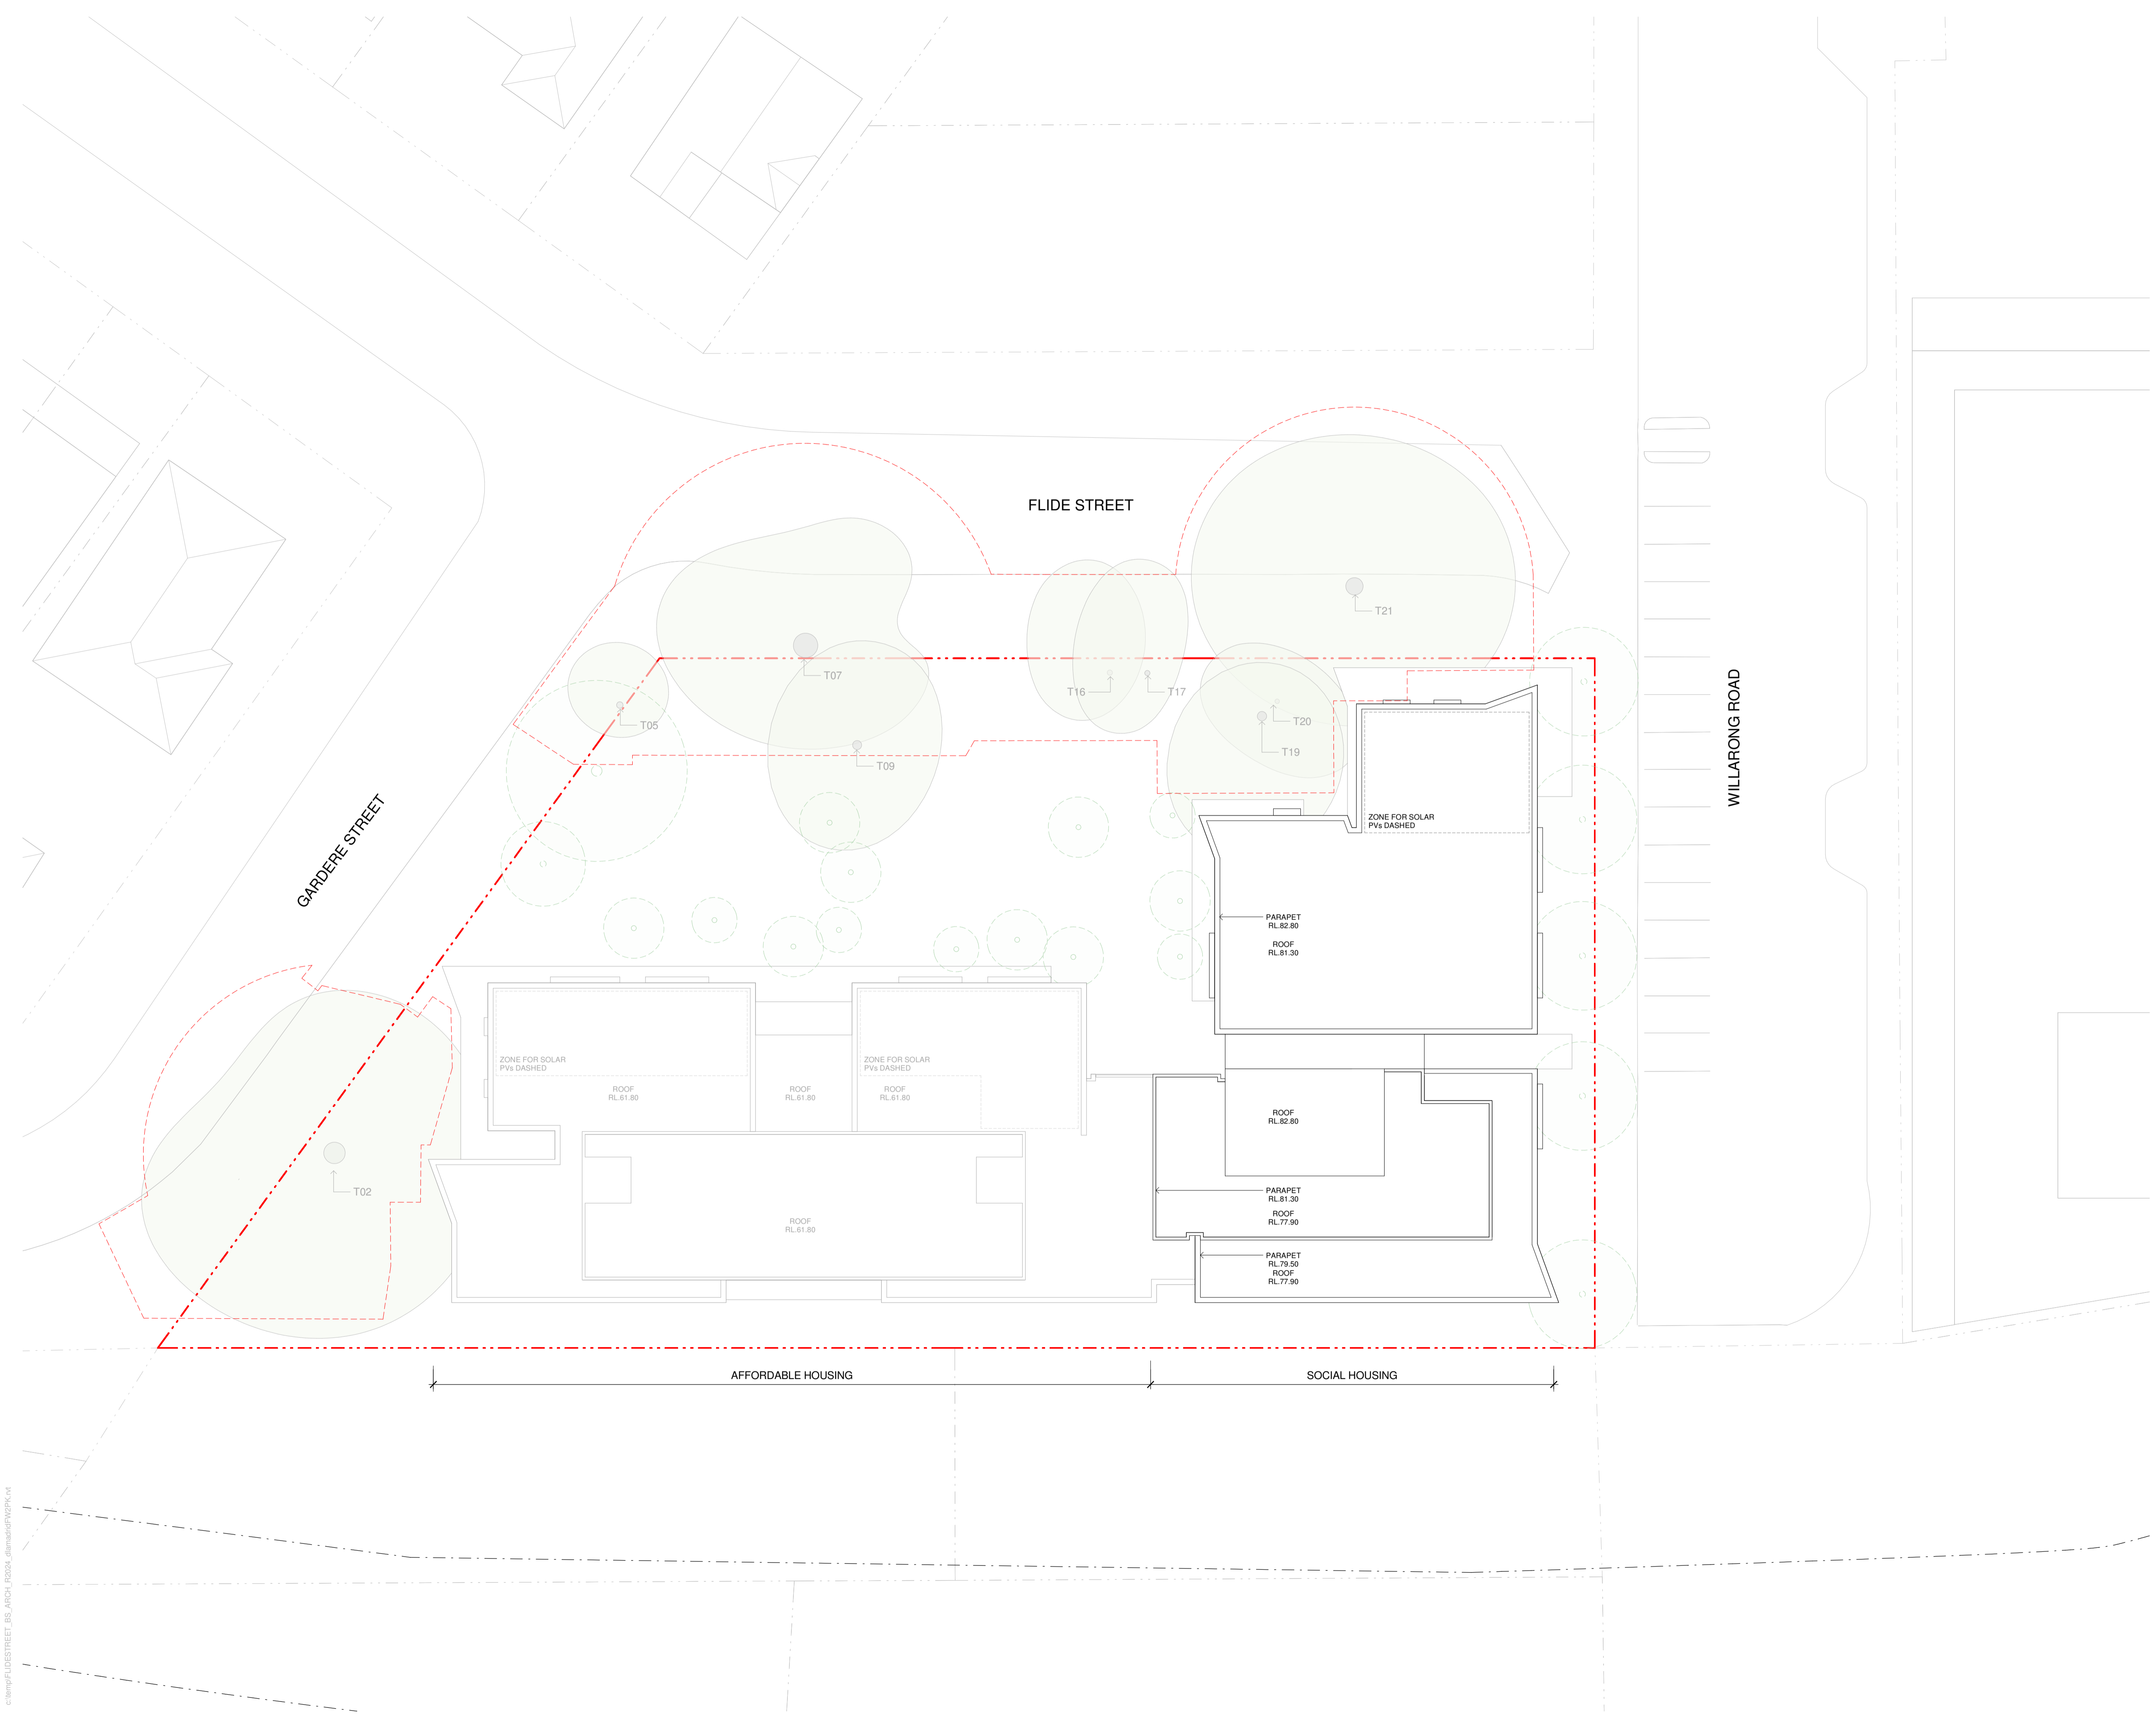 FLIDE STREET
T21
T07
T16
T17
T05
T20
T19
T09
WILLARONG ROAD
GARDERE STREET
ZONE FOR SOLAR
PVs DASHED
PARAPET
RL.82.80
ROOF
RL.81.30
ZONE FOR SOLAR
PVs DASHED
ZONE FOR SOLAR
PVs DASHED
ROOF
RL.61.80
ROOF
RL.61.80
ROOF
RL.61.80
ROOF
RL.82.80
T02
PARAPET
RL.81.30
ROOF
RL.77.90
ROOF
RL.61.80
PARAPET
RL.79.50
ROOF
RL.77.90
AFFORDABLE HOUSING
SOCIAL HOUSING
c:\temp\FLIDESTREET_BS_ARCH_R2024_dlamadridFW2PK.rvt